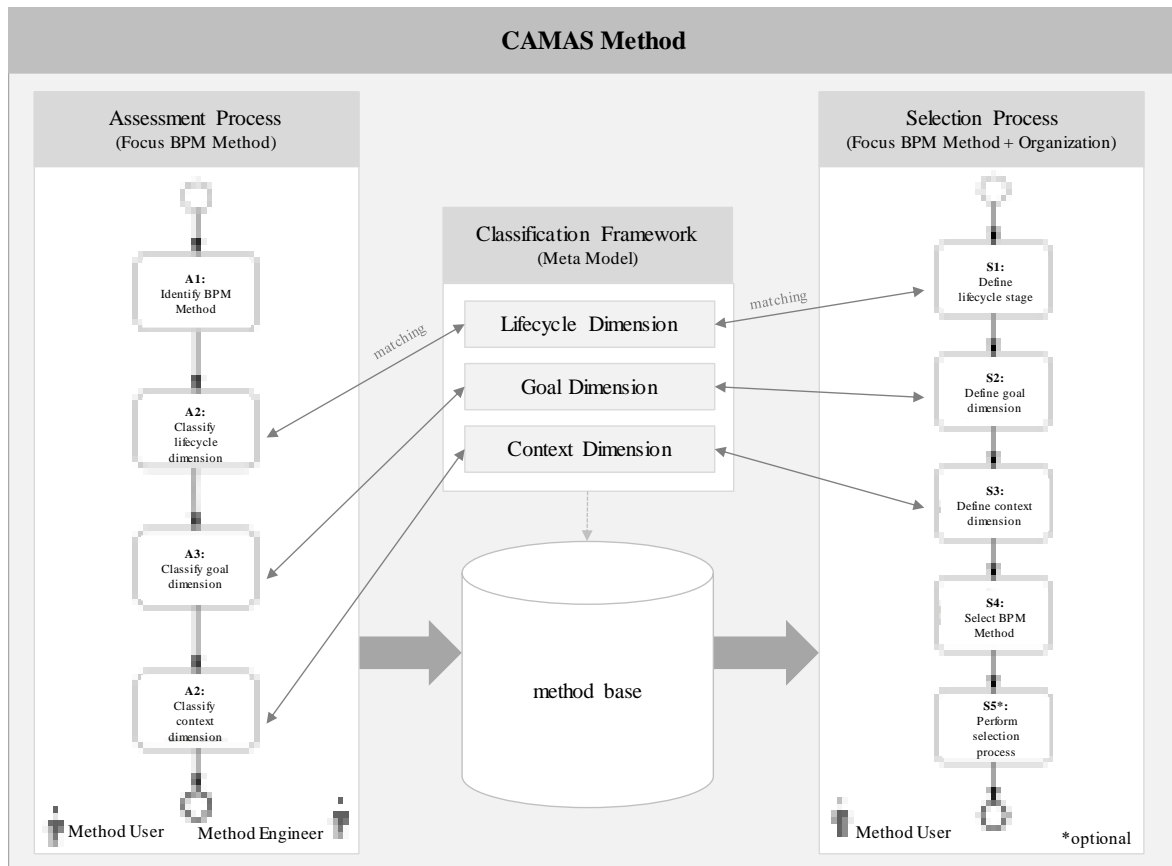 CAMAS Method
Assessment Process
(Focus BPM Method)
A1:
Identify BPM
Method
A2:
Classify
lifecycle
dimension
A3:
Classify goal
dimension
A2:
Classify
context
dimension
Method User
Method Engineer
Classification Framework
(Meta Model)
matching
Lifecycle Dimension
matching
Goal Dimension
Context Dimension
method base
Selection Process
(Focus BPM Method + Organization)
S1:
Define
lifecycle stage
S2:
Define goal
dimension
S3:
Define context
dimension
S4:
Select BPM
Method
S5*:
Perform
selection
process
Method User
*optional